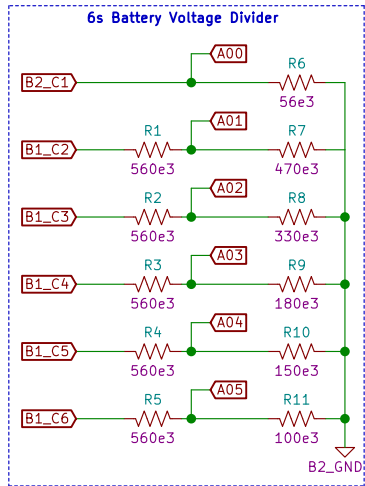 6s Battery Voltage Divider
A00
R6
B2_C1
56e3
A01
R1
R7
B1_C2
560e3
470e3
A02
R2
R8
B1_C3
560e3
330e3
A03
R3
R9
B1_C4
560e3
180e3
A04
R4
R10
B1_C5
560e3
150e3
A05
R5
R11
B1_C6
560e3
100e3
B2_GND